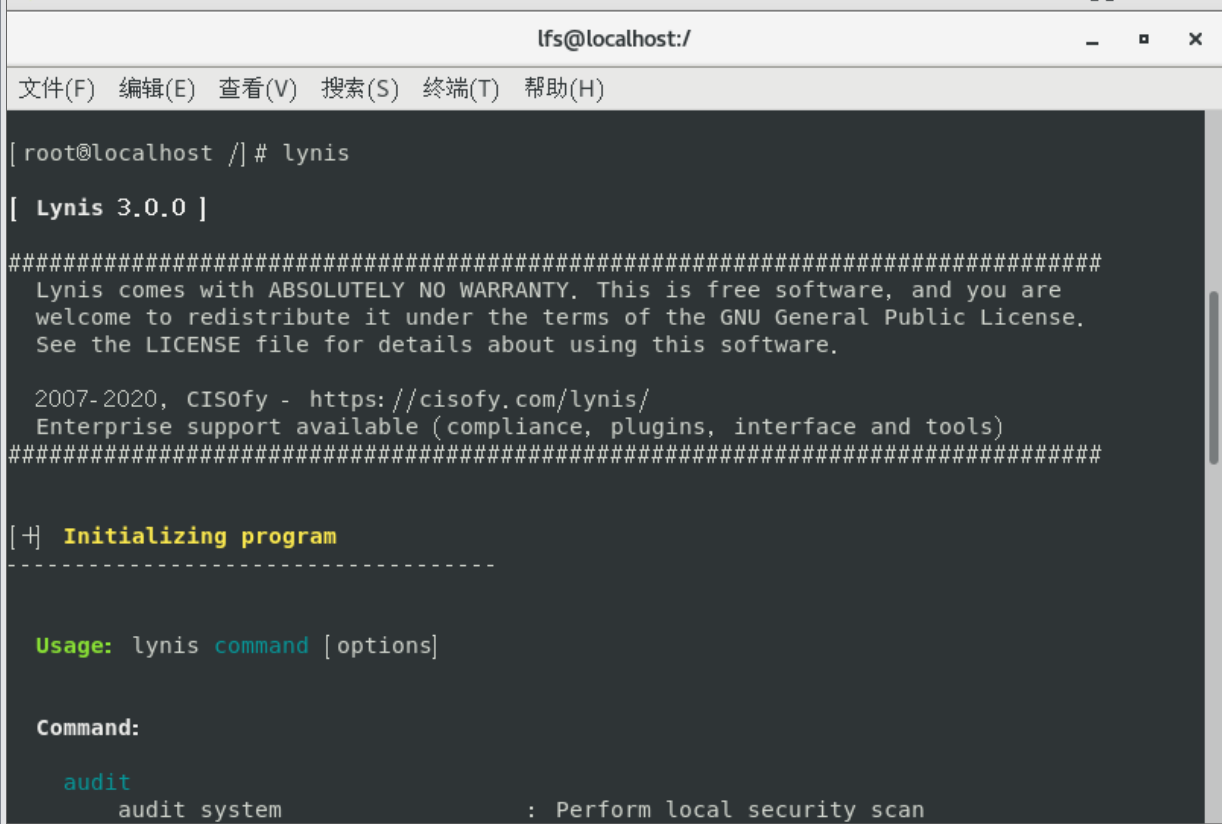 lfs@localhost:/
文件(F) 编辑(E) 查看(V) 搜索(S) 终端(T) 帮助(H)
[root@localhost /]# lynis
[ Lynis 3.0.0 ]
################################################################################
Lynis comes with ABSOLUTELY NO WARRANTY. This is free software, and you are
welcome to redistribute it under the terms of the GNU General Public License.
See the LICENSE file for details about using this software.
2007-2020, CISOfy - https://cisofy.com/lynis/
Enterprise support available (compliance, plugins, interface and tools)
################################################################################
[+] Initializing program
------------------------------------
Usage: lynis command [options]
Command:
audit
audit system : Perform local security scan